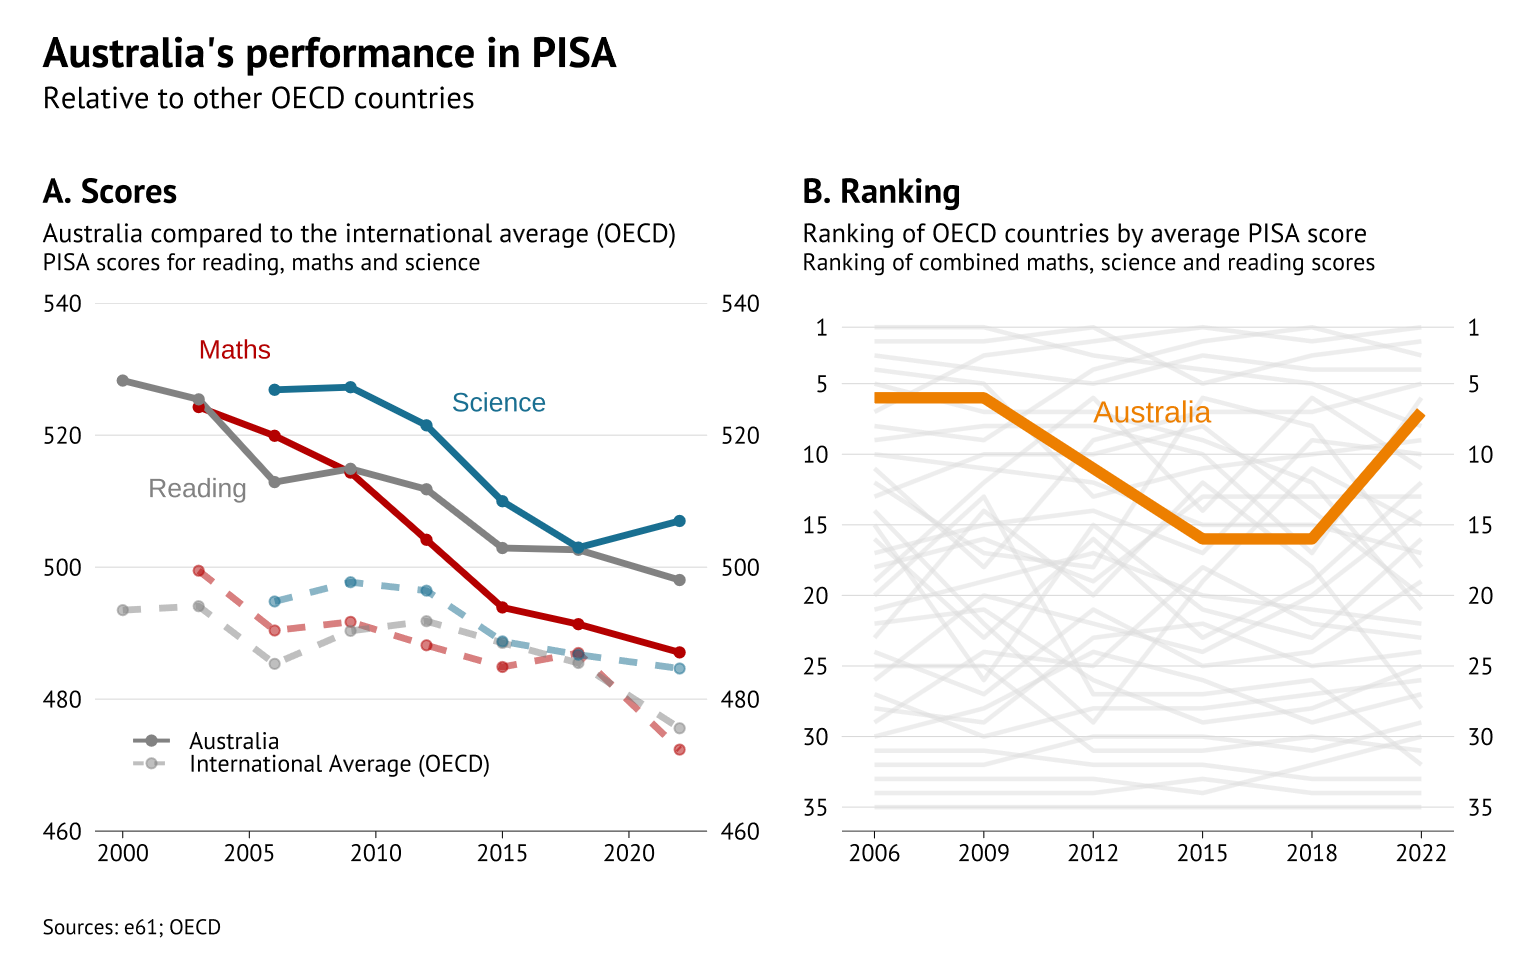 Australia's performance in PISA
Relative to other OECD countries
A. Scores
Australia compared to the international average (OECD)
PISA scores for reading, maths and science
540
540
Maths
Science
520
520
Reading
500
500
480
480
Australia
International Average (OECD)
460
460
2000 2005 2010 2015 2020
B. Ranking
Ranking of OECD countries by average PISA score
Ranking of combined maths, science and reading scores
1
1
5
5
Australia
10
10
15
15
20
20
25
25
30
30
35
35
2006 2009 2012 2015 2018 2022
Sources: e61; OECD